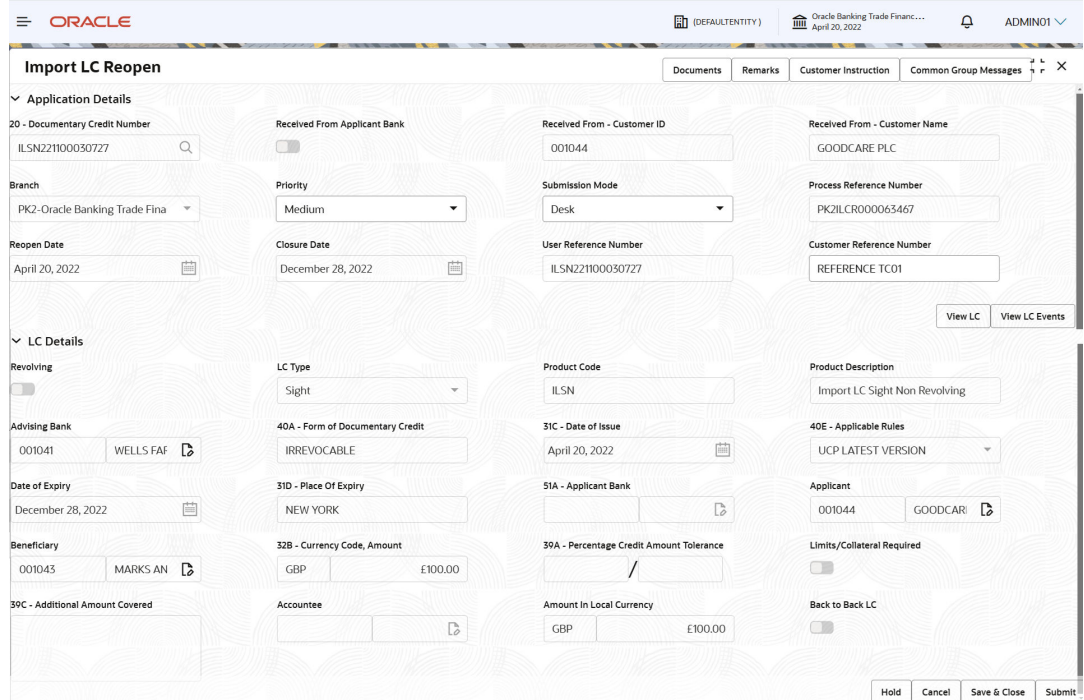 ORACLE
(DEFAULTENTITY)
Oracle Banking Trade Financ...
April 20, 2022
ADMIN01
Import LC Reopen
Documents
Remarks
Customer Instruction
Common Group Messages
Application Details
20 - Documentary Credit Number
Received From Applicant Bank
Received From - Customer ID
Received From - Customer Name
ILSN221100030727
001044
GOODCARE PLC
Branch
Priority
Submission Mode
Process Reference Number
PK2-Oracle Banking Trade Fina
Medium
Desk
PK2ILCR000063467
Reopen Date
Closure Date
User Reference Number
Customer Reference Number
April 20, 2022
December 28, 2022
ILSN221100030727
REFERENCE TC01
View LC
View LC Events
LC Details
Revolving
LC Type
Product Code
Product Description
Sight
ILSN
Import LC Sight Non Revolving
Advising Bank
40A - Form of Documentary Credit
31C - Date of Issue
40E - Applicable Rules
001041
WELLS FAF
IRREVOCABLE
April 20, 2022
UCP LATEST VERSION
Date of Expiry
31D - Place Of Expiry
51A - Applicant Bank
Applicant
December 28, 2022
NEW YORK
001044
GOODCARI
Beneficiary
32B - Currency Code, Amount
39A - Percentage Credit Amount Tolerance
Limits/Collateral Required
001043
MARKS AN
GBP
£100.00
/
39C - Additional Amount Covered
Accountee
Amount In Local Currency
Back to Back LC
GBP
£100.00
Hold
Cancel
Save & Close
Submit